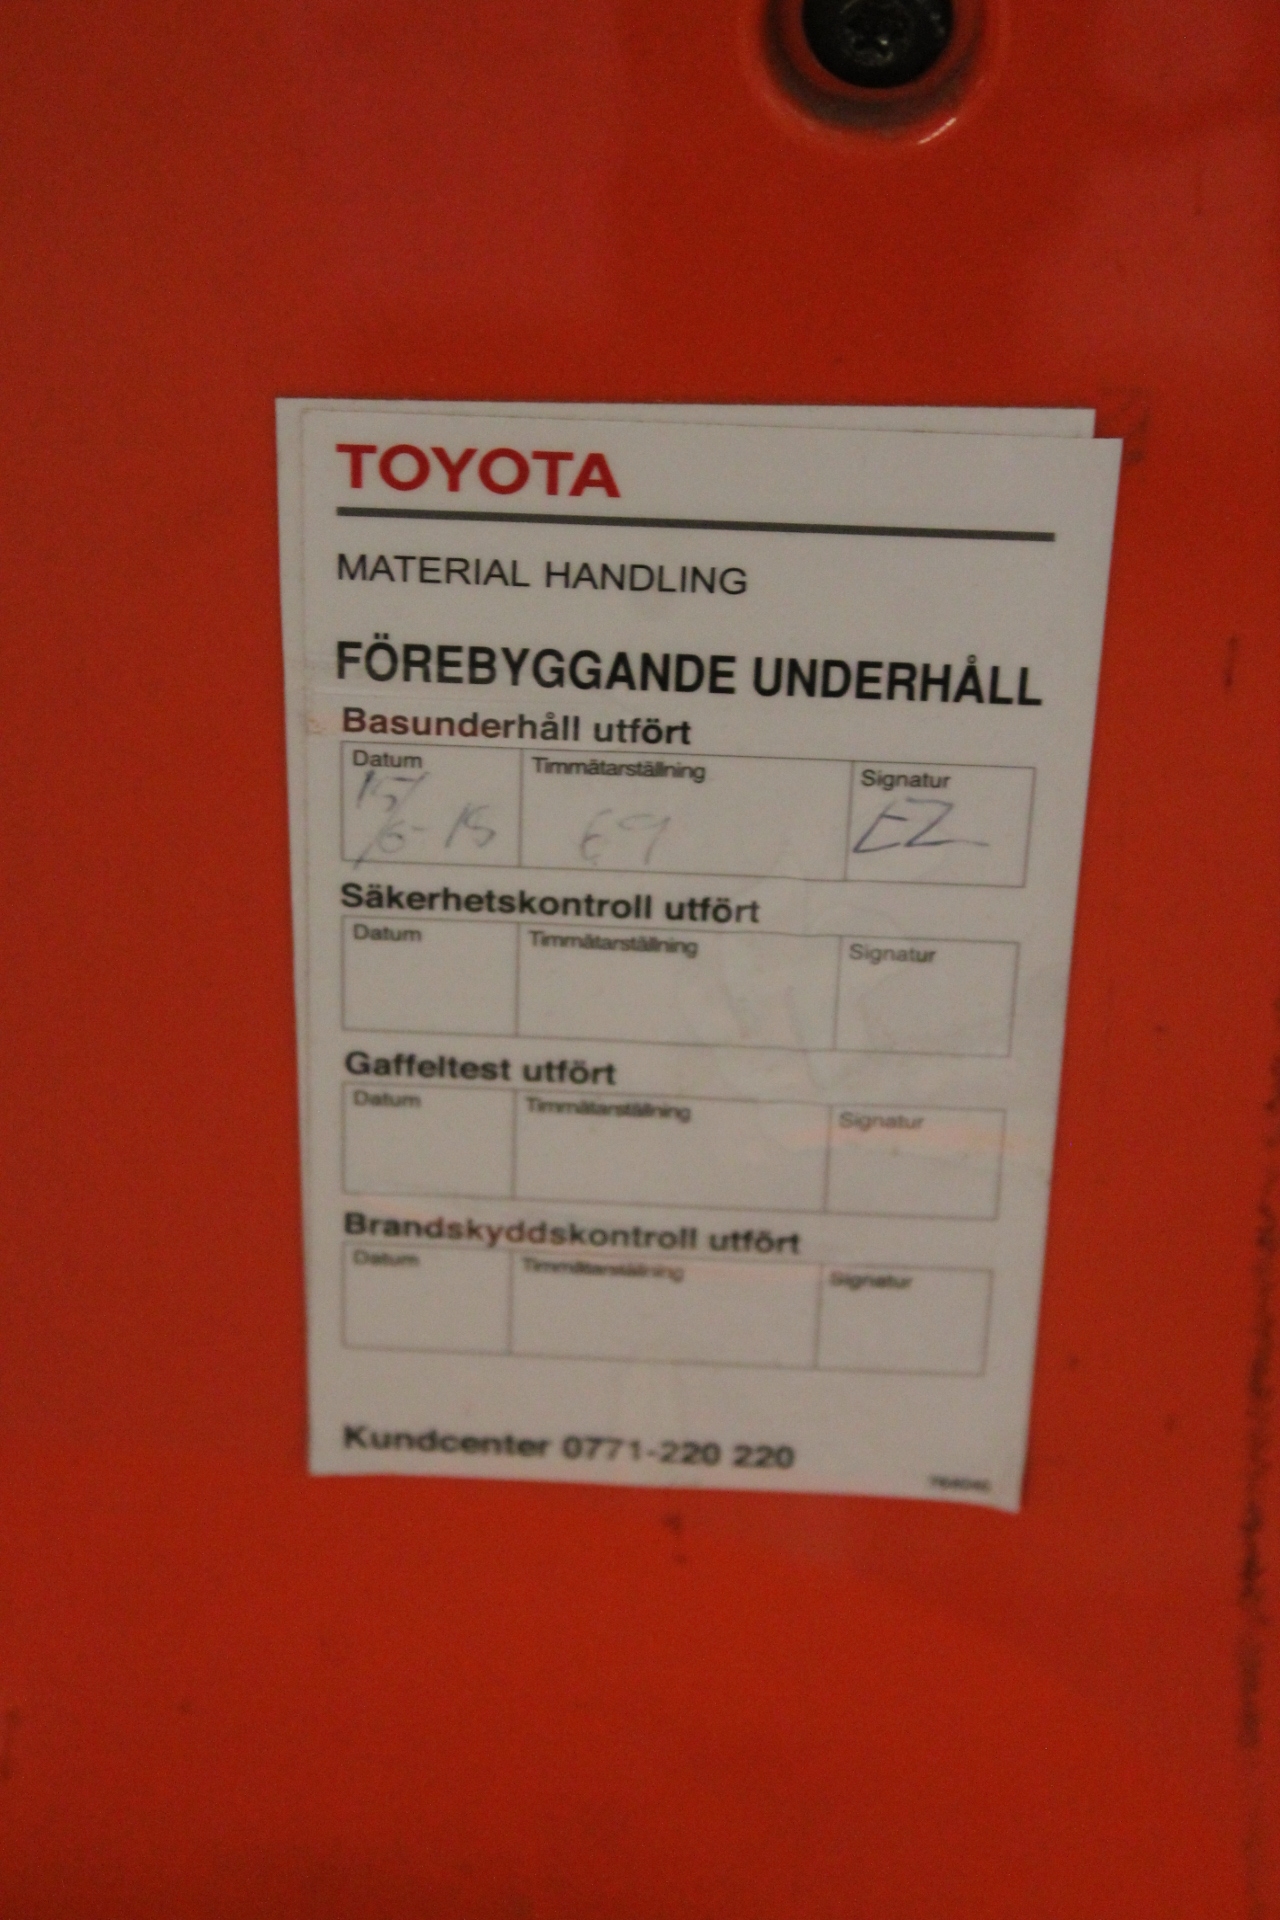 TOYOTA
MATERIAL HANDLING
FÖREBYGGANDE UNDERHÅLL
Basunderhåll utfört
Datum Timmätarställning Signatur
15/
/6-15 69 EZ
Säkerhetskontroll utfört
Datum Timmätarställning Signatur
Gaffeltest utfört
Datum Timmätarställning Signatur
Brandskyddskontroll utfört
Datum Timmätarställning Signatur
Kundcenter 0771-220 220